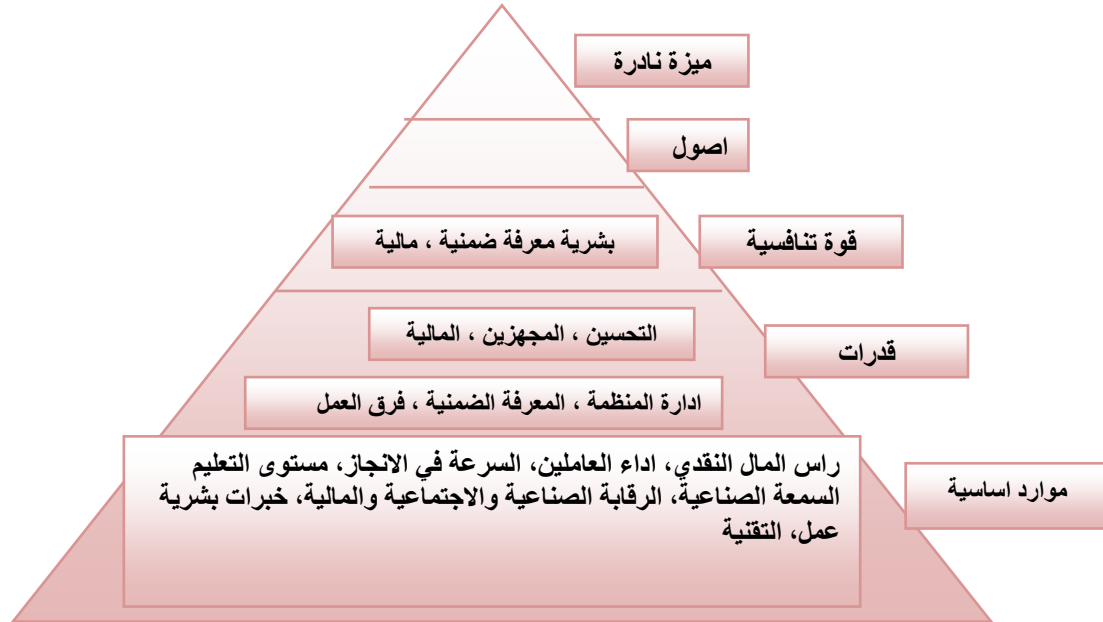 ميزة نادرة
اصول
قوة تنافسية
بشرية معرفة ضمنية ، مالية
قدرات
التحسين ، المجهزين ، المالية
ادارة المنظمة ، المعرفة الضمنية ، فرق العمل
موارد اساسية
راس المال النقدي، اداء العاملين، السرعة في الانجاز، مستوى التعليم
السمعة الصناعية، الرقابة الصناعية والاجتماعية والمالية، خبرات بشرية
عمل، التقنية